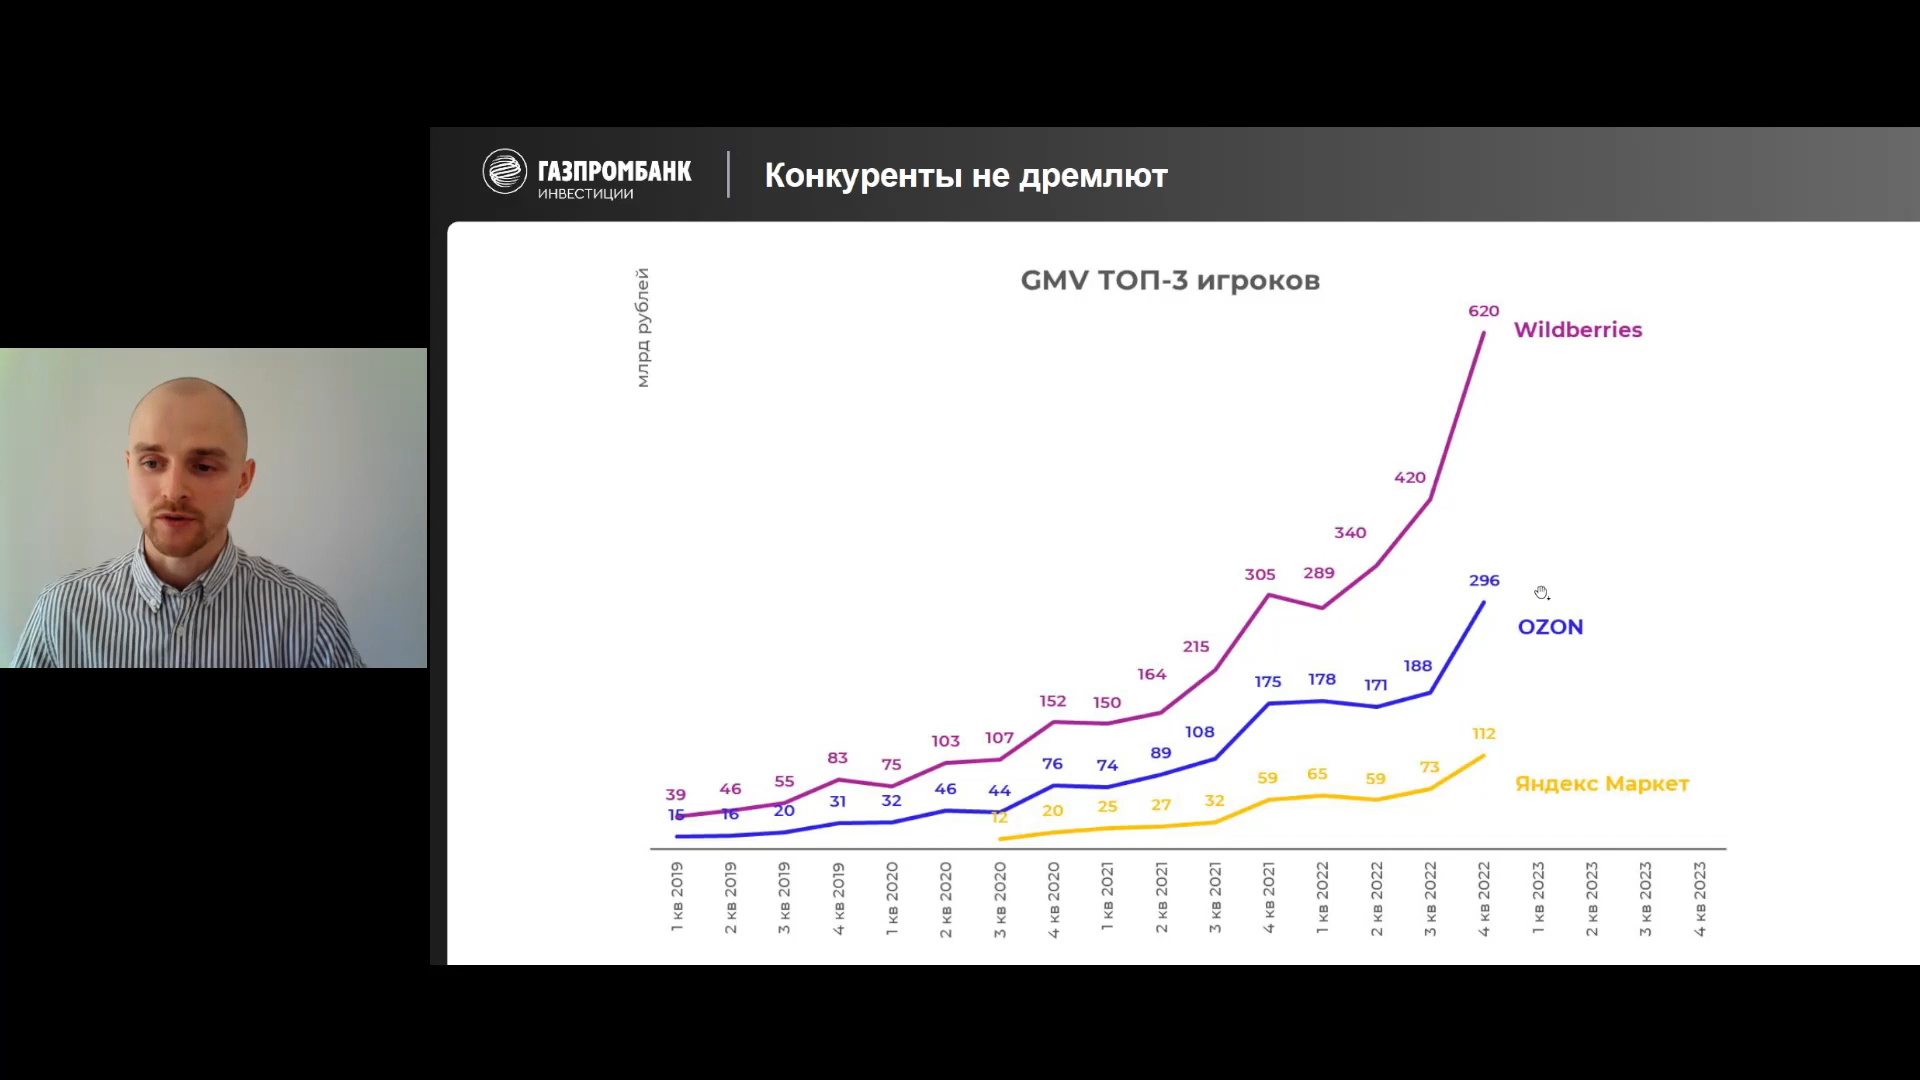 ГАЗПРОМБАНК
ИНВЕСТИЦИИ
Конкуренты не дремлют
GMV ТОП-3 игроков
млрд рублей
Wildberries
39 46 55 83 75 103 107 152 150 164 215 305 289 340 420 620
OZON
15 16 20 31 32 46 44 76 74 89 108 175 178 171 188 296
Яндекс Маркет
12 20 25 27 32 59 65 59 73 112
1 кв 2019
2 кв 2019
3 кв 2019
4 кв 2019
1 кв 2020
2 кв 2020
3 кв 2020
4 кв 2020
1 кв 2021
2 кв 2021
3 кв 2021
4 кв 2021
1 кв 2022
2 кв 2022
3 кв 2022
4 кв 2022
1 кв 2023
2 кв 2023
3 кв 2023
4 кв 2023